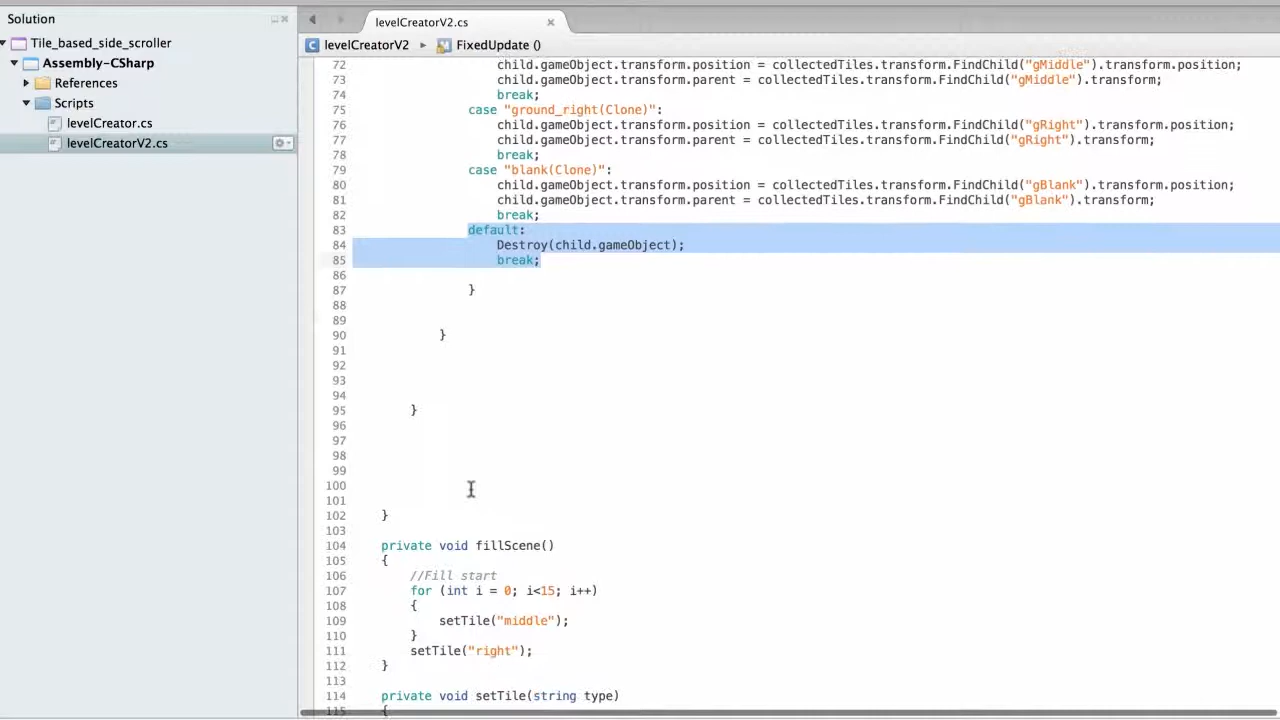 Solution
levelCreatorV2.cs
Tile_based_side_scroller
levelCreatorV2 ▸ FixedUpdate ()
Assembly-CSharp
References
Scripts
levelCreator.cs
levelCreatorV2.cs
72 child.gameObject.transform.position = collectedTiles.transform.FindChild("gMiddle").transform.position;
73 child.gameObject.transform.parent = collectedTiles.transform.FindChild("gMiddle").transform;
74 break;
75 case "ground_right(Clone)":
76 child.gameObject.transform.position = collectedTiles.transform.FindChild("gRight").transform.position;
77 child.gameObject.transform.parent = collectedTiles.transform.FindChild("gRight").transform;
78 break;
79 case "blank(Clone)":
80 child.gameObject.transform.position = collectedTiles.transform.FindChild("gBlank").transform.position;
81 child.gameObject.transform.parent = collectedTiles.transform.FindChild("gBlank").transform;
82 break;
83 default:
84 Destroy(child.gameObject);
85 break;
86
87 }
88
89
90 }
91
92
93
94
95 }
96
97
98
99
100
101
102 }
103
104 private void fillScene()
105 {
106 //Fill start
107 for (int i = 0; i<15; i++)
108 {
109 setTile("middle");
110 }
111 setTile("right");
112 }
113
114 private void setTile(string type)
115 {